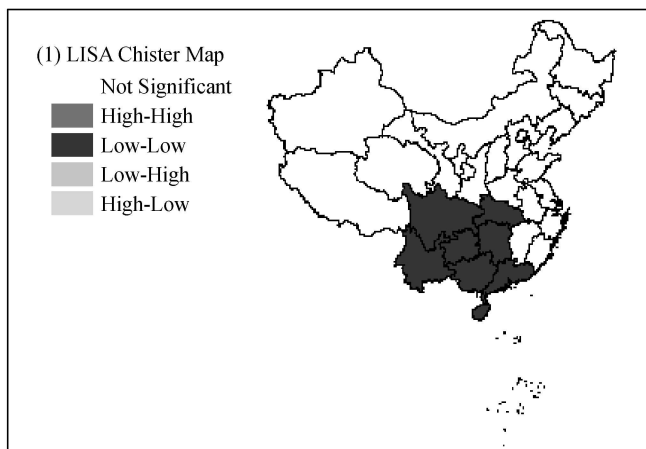 (1) LISA Chister Map
Not Significant
High-High
Low-Low
Low-High
High-Low